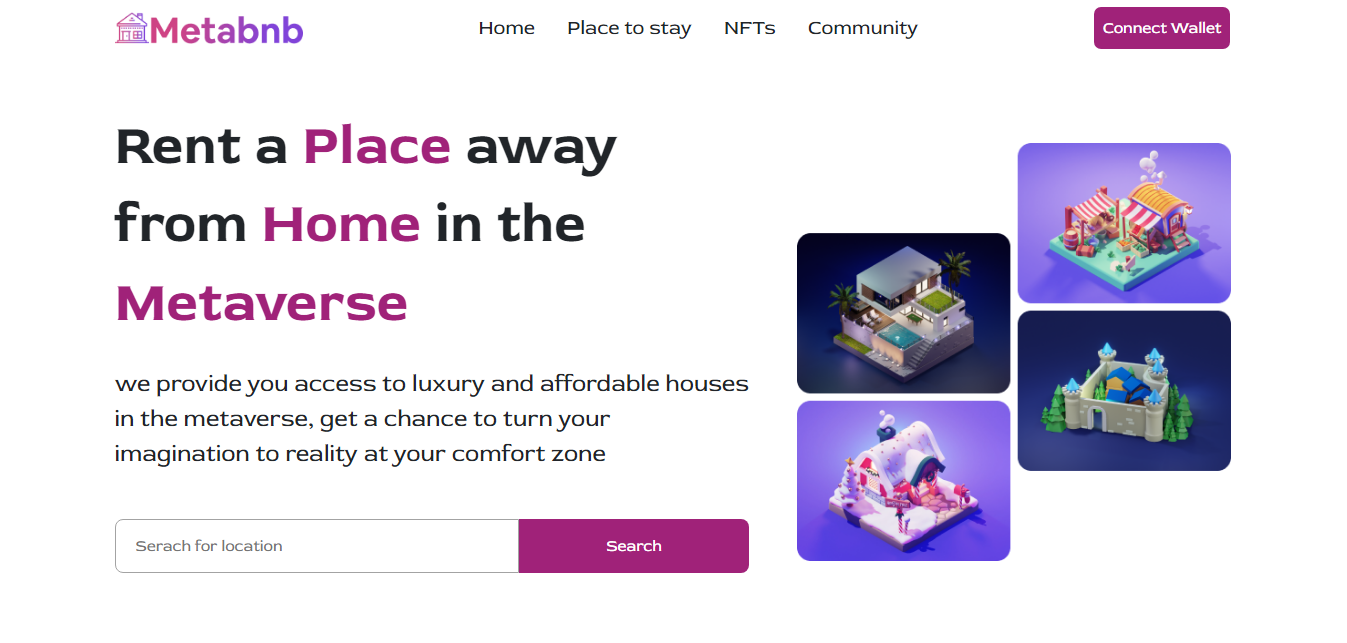 Metabnb
Home
Place to stay
NFTs
Community
Connect Wallet
Rent a Place away
from Home in the
Metaverse
we provide you access to luxury and affordable houses
in the metaverse, get a chance to turn your
imagination to reality at your comfort zone
Serach for location
Search